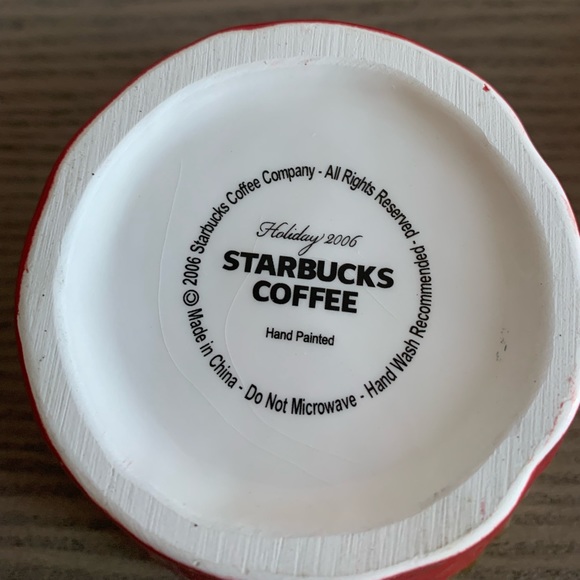 © 2006 Starbucks Coffee Company - All Rights Reserved -
Holiday 2006
STARBUCKS
COFFEE
Hand Painted
Made in China - Do Not Microwave - Hand Wash Recommended